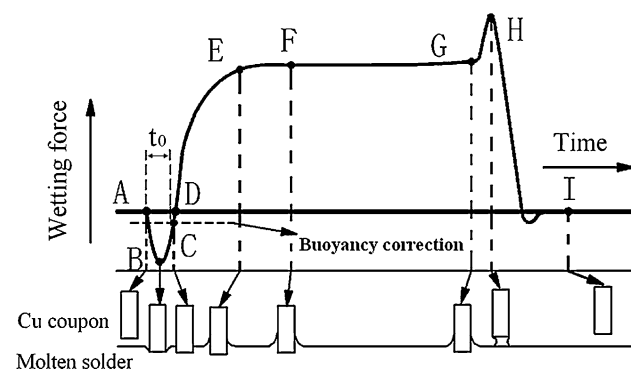 H
E
F
G
Wetting force
t0
Time
A
D
I
C
Buoyancy correction
B
Cu coupon
Molten solder